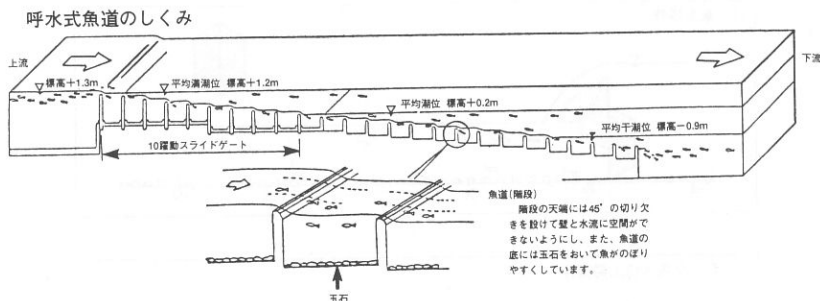 呼水式魚道のしくみ
上流
標高+1.3m
平均満潮位 標高+1.2m
下流
平均潮位 標高+0.2m
平均干潮位 標高-0.9m
10躍動スライドゲート
魚道(階段)
階段の天端には45°の切り欠
きを設けて壁と水流に空間がで
きないようにし、また、魚道の
底には玉石をおいて魚がのぼり
やすくしています。
玉石